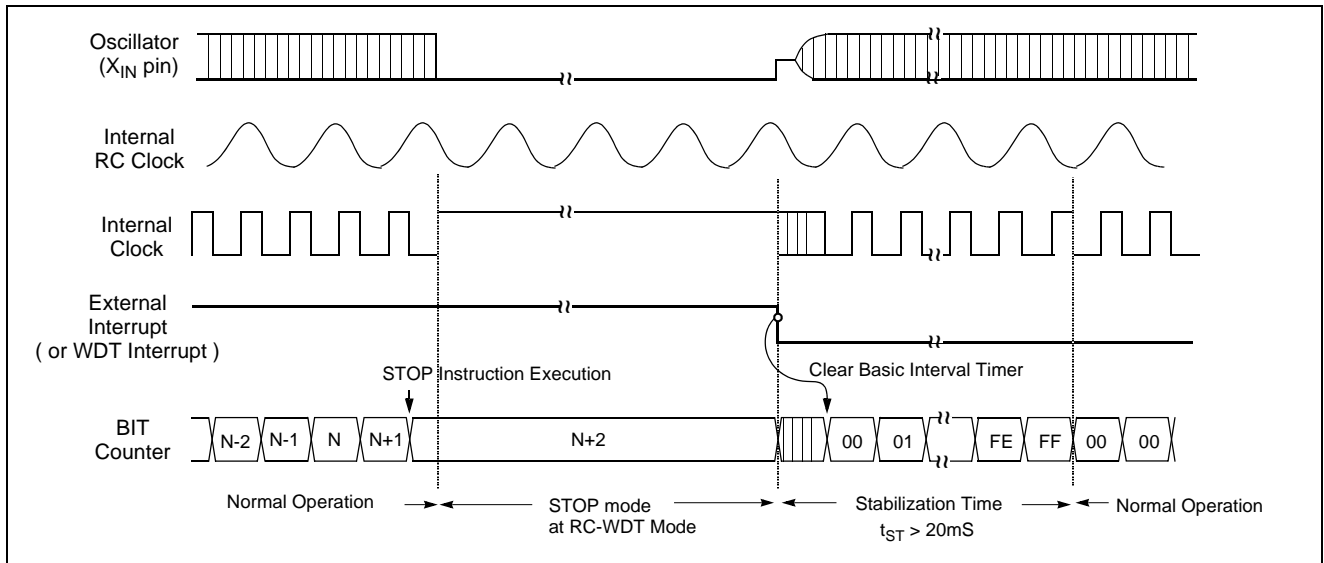 Oscillator
(XIN pin)
Internal
RC Clock
Internal
Clock
External
Interrupt
( or WDT Interrupt )
STOP Instruction Execution
Clear Basic Interval Timer
BIT
Counter
N-2 N-1 N N+1 N+2 00 01 FE FF 00 00
Normal Operation
STOP mode
at RC-WDT Mode
Stabilization Time
tST > 20mS
Normal Operation